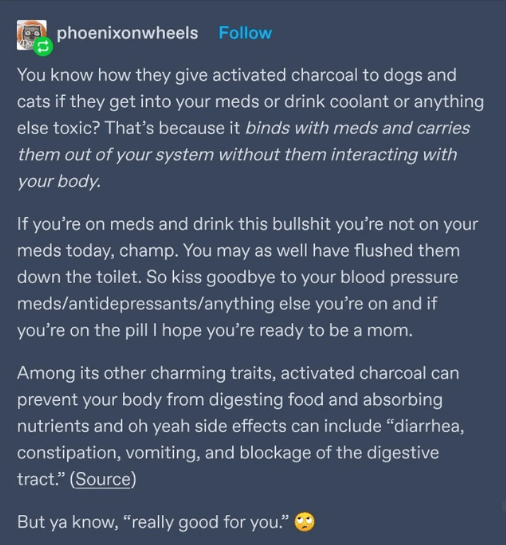 phoenixonwheels Follow
You know how they give activated charcoal to dogs and
cats if they get into your meds or drink coolant or anything
else toxic? That’s because it binds with meds and carries
them out of your system without them interacting with
your body.
If you’re on meds and drink this bullshit you’re not on your
meds today, champ. You may as well have flushed them
down the toilet. So kiss goodbye to your blood pressure
meds/antidepressants/anything else you’re on and if
you’re on the pill I hope you’re ready to be a mom.
Among its other charming traits, activated charcoal can
prevent your body from digesting food and absorbing
nutrients and oh yeah side effects can include “diarrhea,
constipation, vomiting, and blockage of the digestive
tract.” (Source)
But ya know, “really good for you.” 🙄